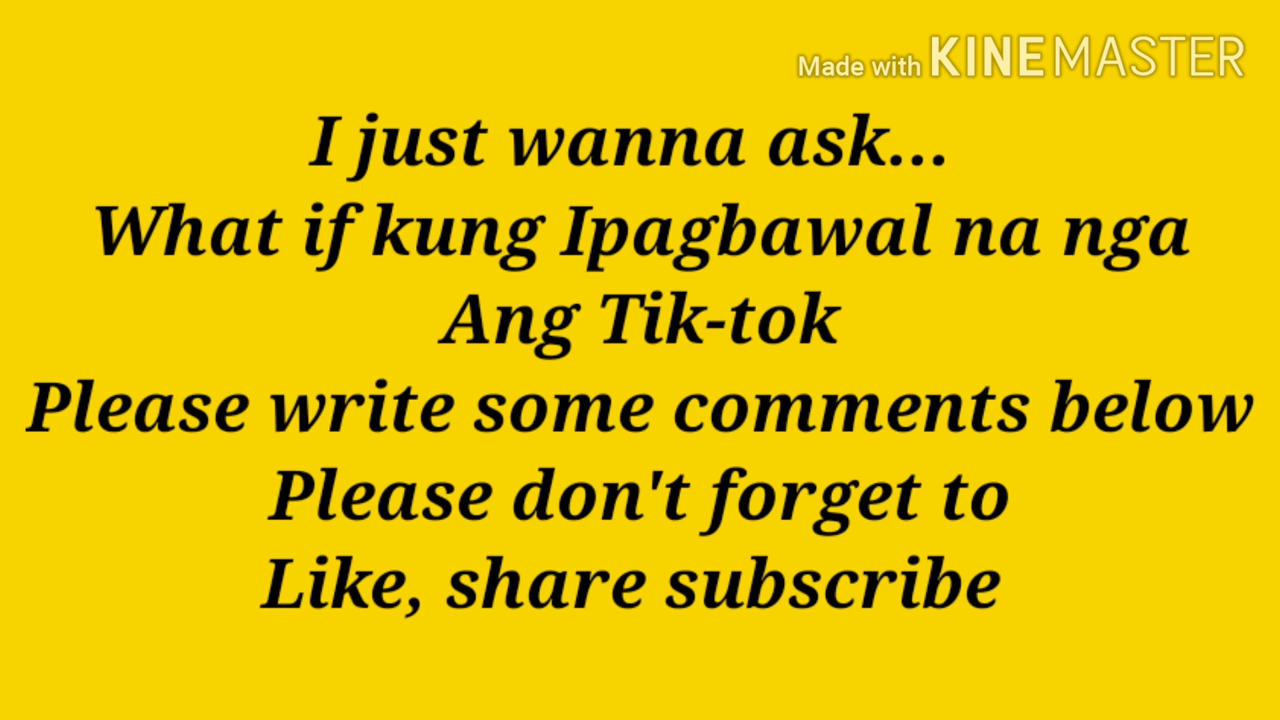 Made with KINEMASTER
I just wanna ask...
What if kung Ipagbawal na nga
Ang Tik-tok
Please write some comments below
Please don't forget to
Like, share subscribe